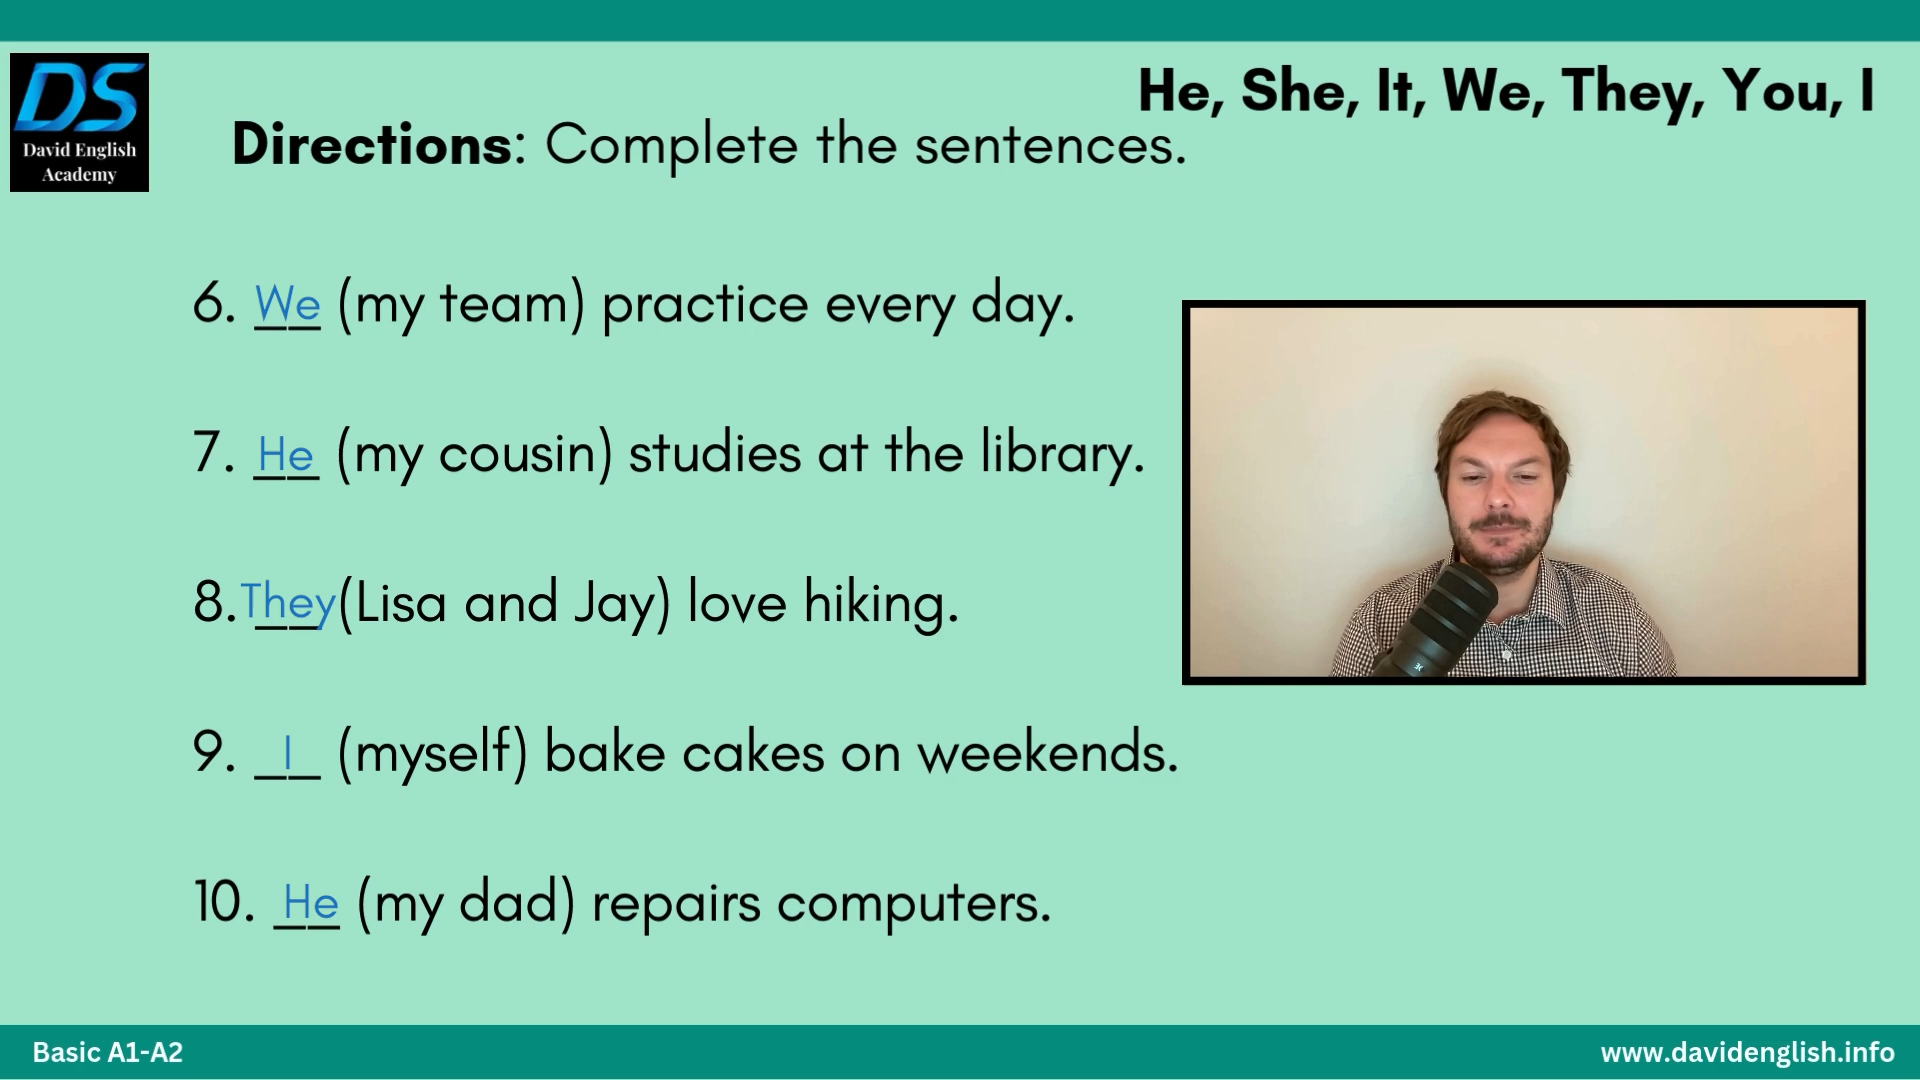 DS
David English
Academy
He, She, It, We, They, You, I
Directions: Complete the sentences.
6. We (my team) practice every day.
7. He (my cousin) studies at the library.
8. They (Lisa and Jay) love hiking.
9. I (myself) bake cakes on weekends.
10. He (my dad) repairs computers.
Basic A1-A2
www.davidenglish.info